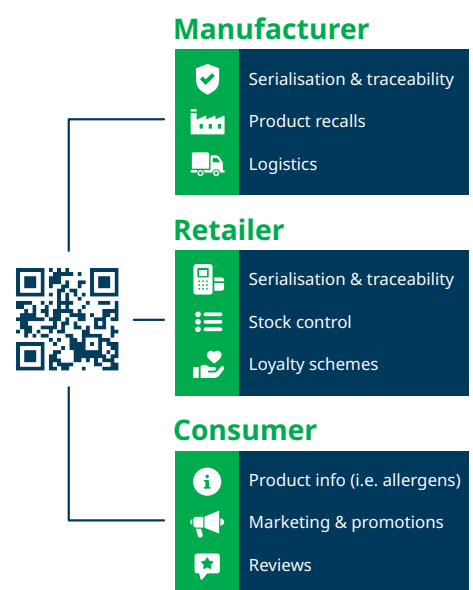 Manufacturer
Serialisation & traceability
Product recalls
Logistics
Retailer
Serialisation & traceability
Stock control
Loyalty schemes
Consumer
Product info (i.e. allergens)
Marketing & promotions
Reviews